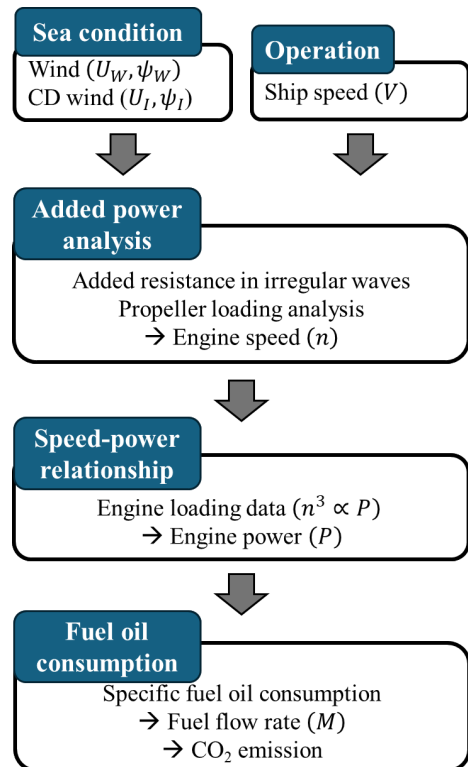 Sea condition
Wind (U_W, ψ_W)
CD wind (U_I, ψ_I)
Operation
Ship speed (V)
Added power
analysis
Added resistance in irregular waves
Propeller loading analysis
→ Engine speed (n)
Speed-power
relationship
Engine loading data (n³ ∝ P)
→ Engine power (P)
Fuel oil
consumption
Specific fuel oil consumption
→ Fuel flow rate (M)
→ CO₂ emission